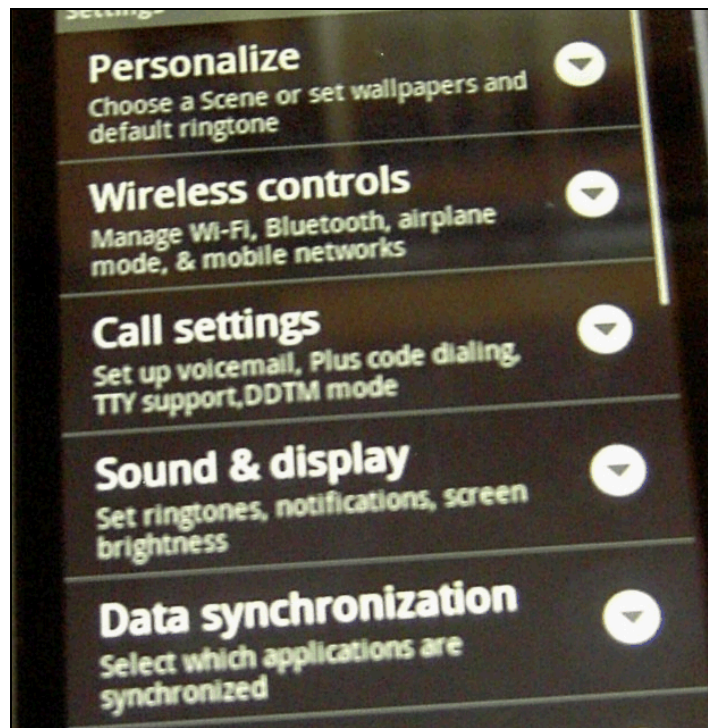 Settings
Personalize
Choose a Scene or set wallpapers and
default ringtone
Wireless controls
Manage Wi-Fi, Bluetooth, airplane
mode, & mobile networks
Call settings
Set up voicemail, Plus code dialing,
TTY support,DDTM mode
Sound & display
Set ringtones, notifications, screen
brightness
Data synchronization
Select which applications are
synchronized